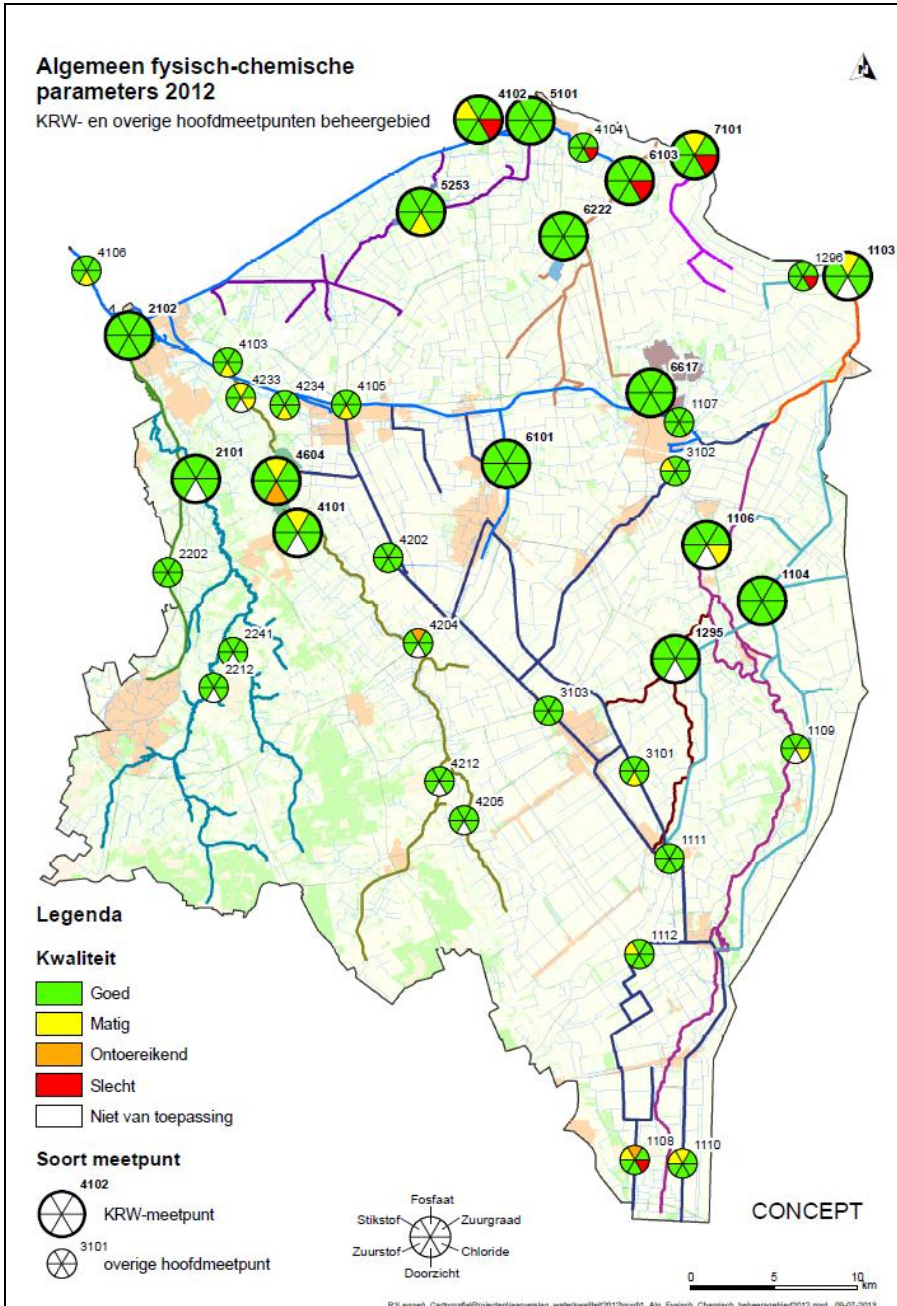 Algemeen fysisch-chemische
parameters 2012
KRW- en overige hoofdmeetpunten beheergebied
4102
5101
4104
7101
6103
5253
6222
4106
1296
1103
2102
4103
4233
4234
4105
6617
1107
3102
2101
4604
6101
4101
1106
2202
4202
1104
2241
4204
1295
2212
3103
1109
3101
4212
4205
1111
1112
1108
1110
Legenda
Kwaliteit
Goed
Matig
Ontoereikend
Slecht
Niet van toepassing
Soort meetpunt
4102
KRW-meetpunt
3101
overige hoofdmeetpunt
Fosfaat
Stikstof
Zuurgraad
Zuurstof
Chloride
Doorzicht
CONCEPT
0 5 10
km